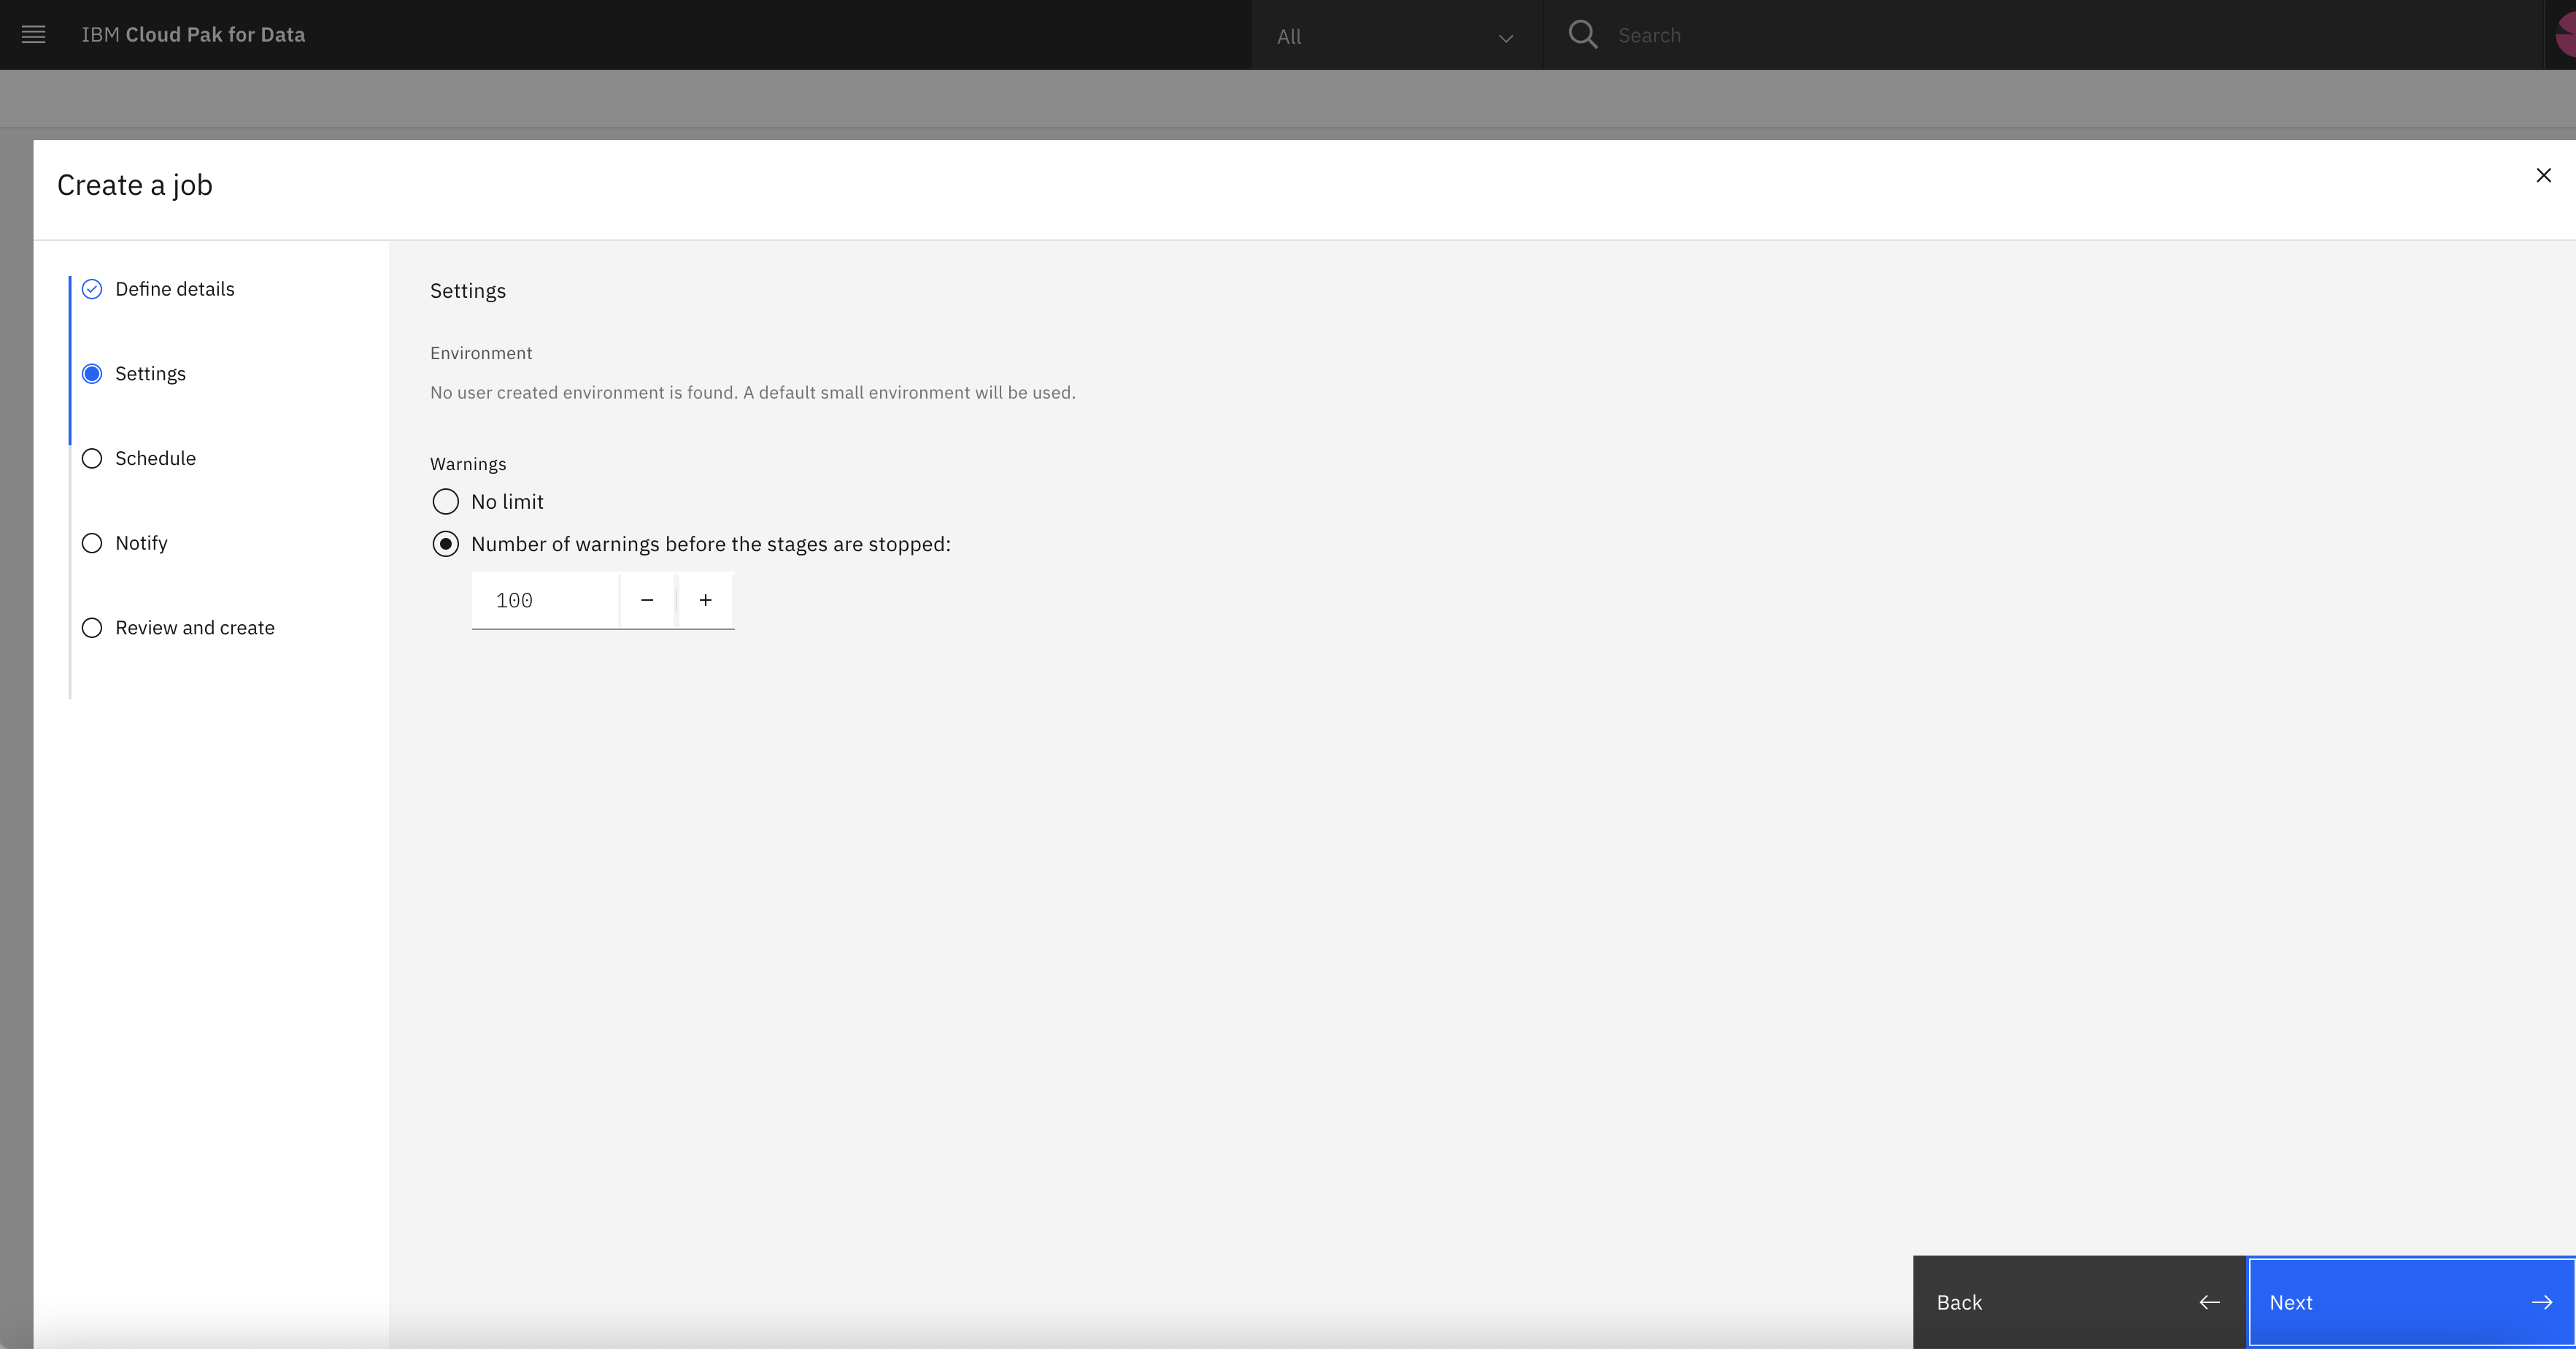 IBM Cloud Pak for Data
All
Search
Create a job
Define details
Settings
Schedule
Notify
Review and create
Settings
Environment
No user created environment is found. A default small environment will be used.
Warnings
No limit
Number of warnings before the stages are stopped:
100
Back
Next